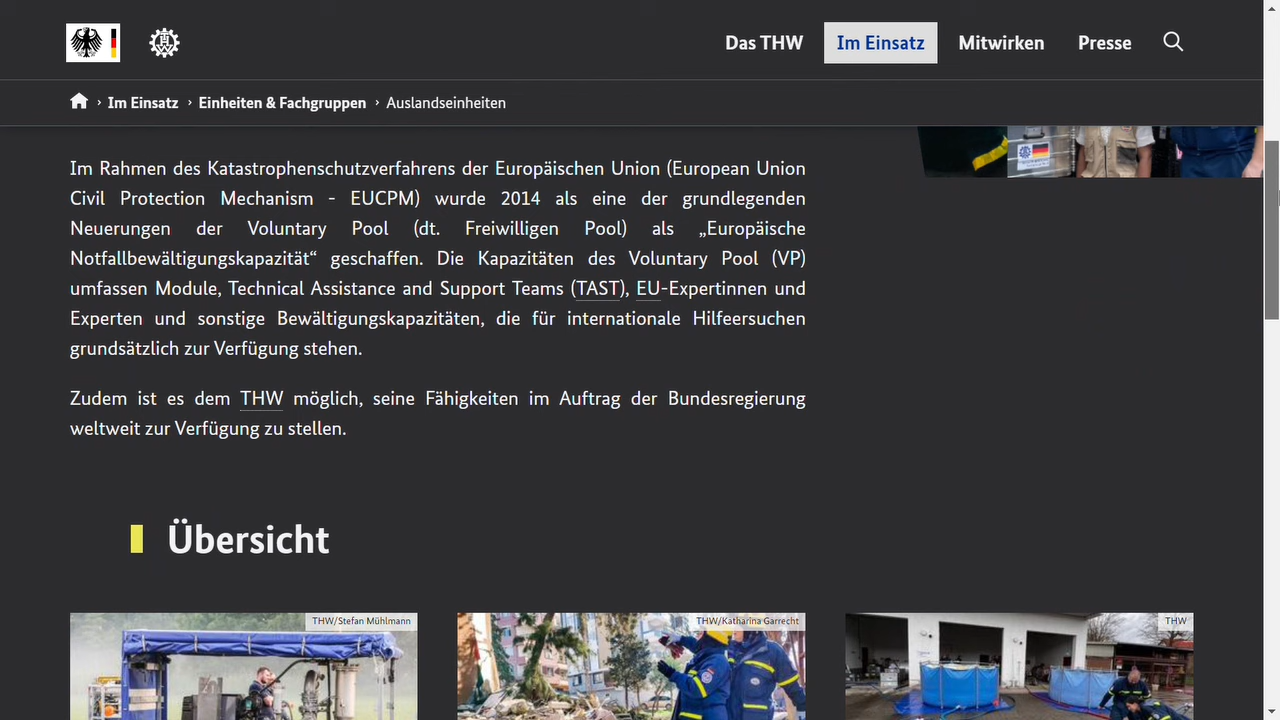 Das THW
Im Einsatz
Mitwirken
Presse
Im Einsatz › Einheiten & Fachgruppen › Auslandseinheiten
Im Rahmen des Katastrophenschutzverfahrens der Europäischen Union (European Union
Civil Protection Mechanism - EUCPM) wurde 2014 als eine der grundlegenden
Neuerungen der Voluntary Pool (dt. Freiwilligen Pool) als „Europäische
Notfallbewältigungskapazität“ geschaffen. Die Kapazitäten des Voluntary Pool (VP)
umfassen Module, Technical Assistance and Support Teams (TAST), EU-Expertinnen und
Experten und sonstige Bewältigungskapazitäten, die für internationale Hilfeersuchen
grundsätzlich zur Verfügung stehen.
Zudem ist es dem THW möglich, seine Fähigkeiten im Auftrag der Bundesregierung
weltweit zur Verfügung zu stellen.
Übersicht
THW/Stefan Mühlmann
THW/Katharina Garrecht
THW